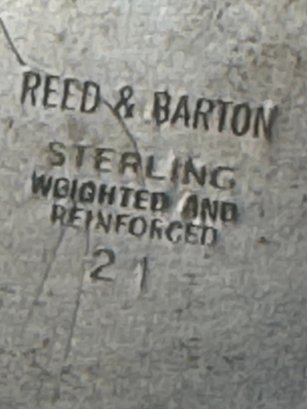 REED & BARTON
STERLING
WEIGHTED AND
REINFORCED
21